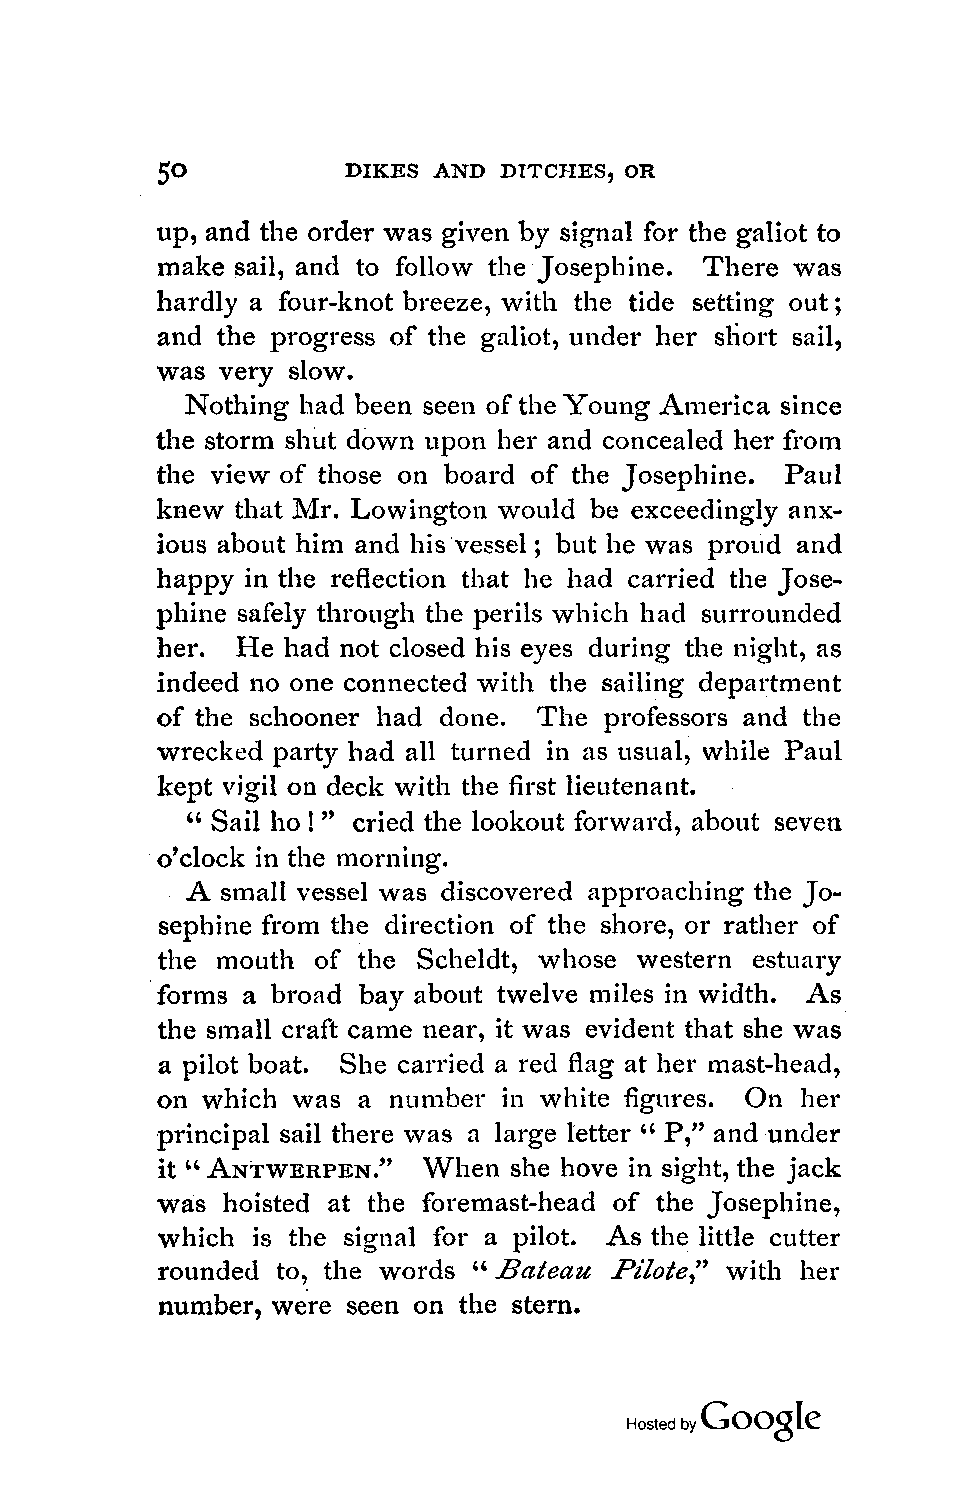 50 DIKES AND DITCHES, OR
up, and the order was given by signal for the galiot to
make sail, and to follow the Josephine. There was
hardly a four-knot breeze, with the tide setting out;
and the progress of the galiot, under her short sail,
was very slow.
Nothing had been seen of the Young America since
the storm shut down upon her and concealed her from
the view of those on board of the Josephine. Paul
knew that Mr. Lowington would be exceedingly anx-
ious about him and his vessel; but he was proud and
happy in the reflection that he had carried the Jose-
phine safely through the perils which had surrounded
her. He had not closed his eyes during the night, as
indeed no one connected with the sailing department
of the schooner had done. The professors and the
wrecked party had all turned in as usual, while Paul
kept vigil on deck with the first lieutenant.
“ Sail ho! ” cried the lookout forward, about seven
o’clock in the morning.
A small vessel was discovered approaching the Jo-
sephine from the direction of the shore, or rather of
the mouth of the Scheldt, whose western estuary
forms a broad bay about twelve miles in width. As
the small craft came near, it was evident that she was
a pilot boat. She carried a red flag at her mast-head,
on which was a number in white figures. On her
principal sail there was a large letter “ P,” and under
it “ ANTWERPEN.” When she hove in sight, the jack
was hoisted at the foremast-head of the Josephine,
which is the signal for a pilot. As the little cutter
rounded to, the words “ Bateau Pilote,” with her
number, were seen on the stern.
Hosted by Google